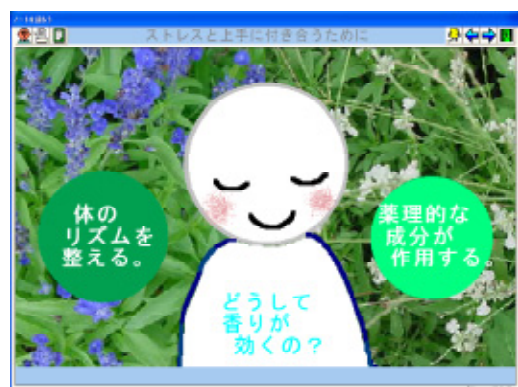 ストレスと上手に付き合うために
体の
リズムを
整える。
薬理的な
成分が
作用する。
どうして
香りが
効くの？